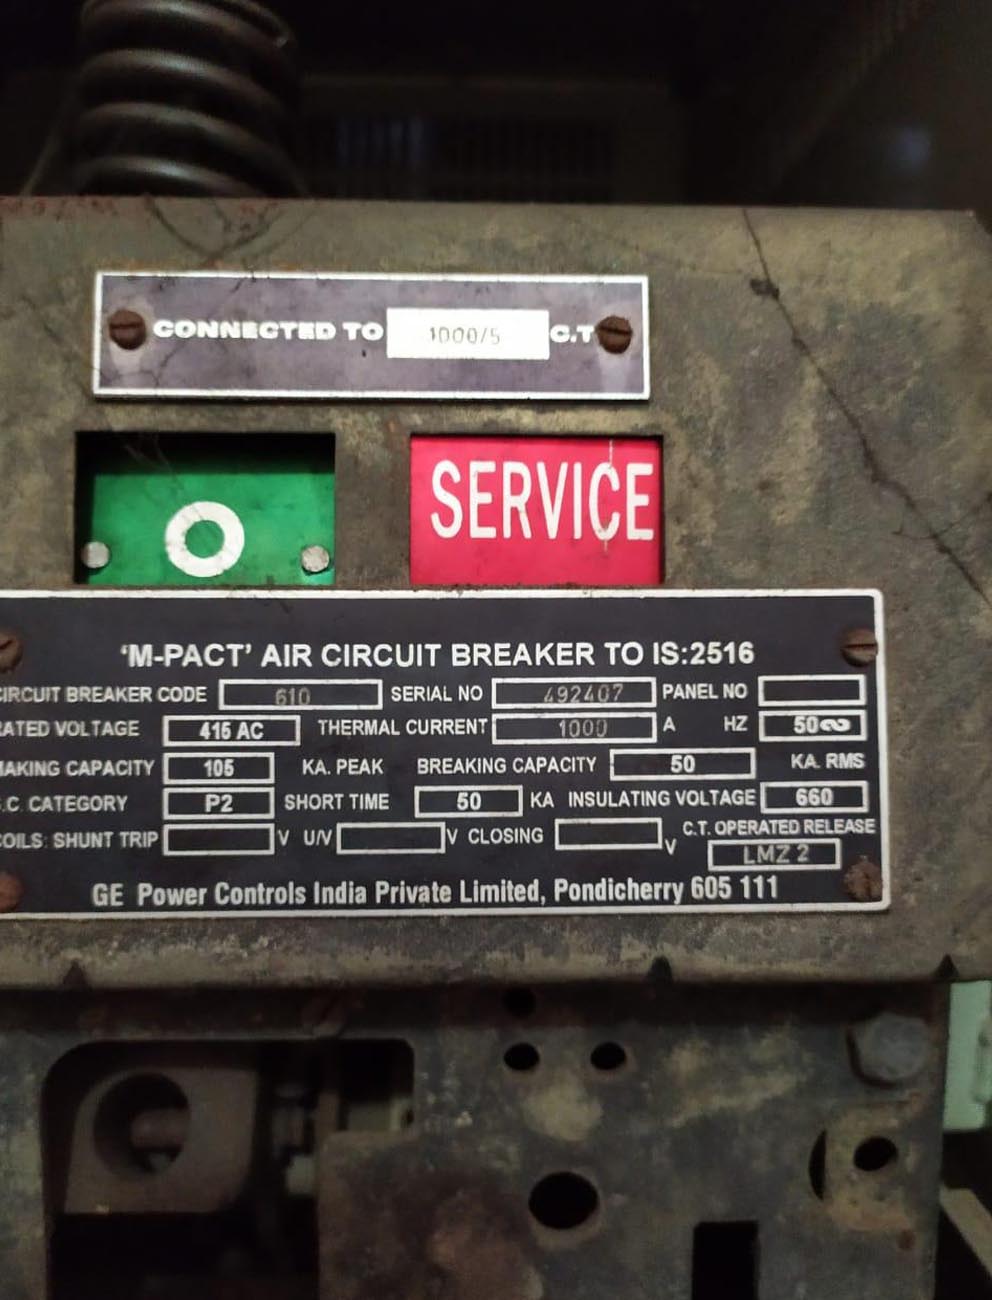 CONNECTED TO 1000/5 C.T
O SERVICE
'M-PACT' AIR CIRCUIT BREAKER TO IS:2516
CIRCUIT BREAKER CODE 610 SERIAL NO 492407 PANEL NO
RATED VOLTAGE 415 AC THERMAL CURRENT 1000 A HZ 50
MAKING CAPACITY 105 KA. PEAK BREAKING CAPACITY 50 KA. RMS
S.C. CATEGORY P2 SHORT TIME 50 KA INSULATING VOLTAGE 660
COILS: SHUNT TRIP V U/V V CLOSING V C.T. OPERATED RELEASE
LMZ 2
GE Power Controls India Private Limited, Pondicherry 605 111